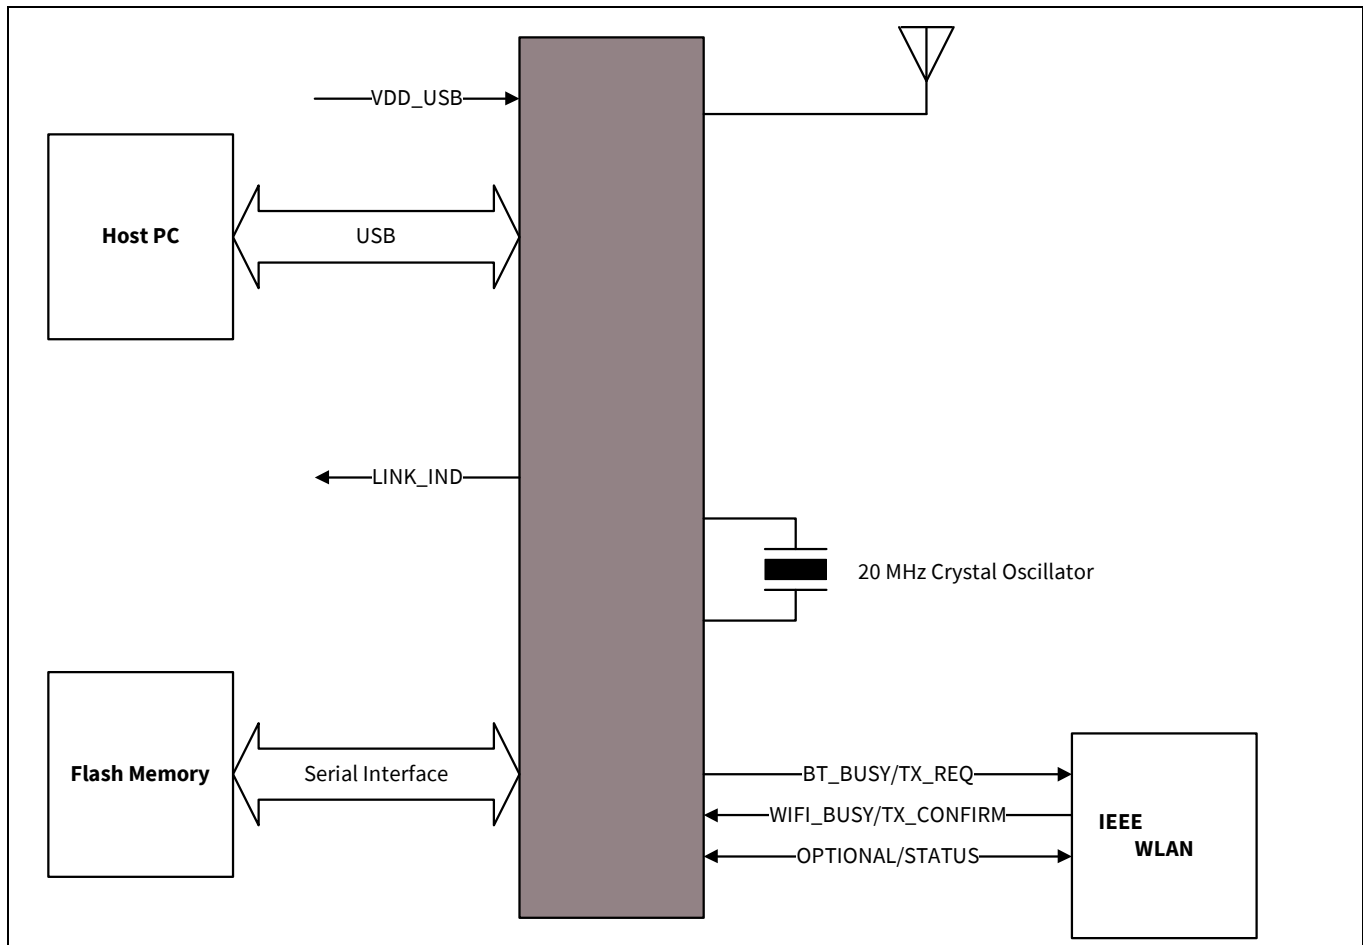 VDD_USB
Host PC
USB
LINK_IND
20 MHz Crystal Oscillator
Flash Memory
Serial Interface
BT_BUSY/TX_REQ
WIFI_BUSY/TX_CONFIRM
OPTIONAL/STATUS
IEEE
WLAN